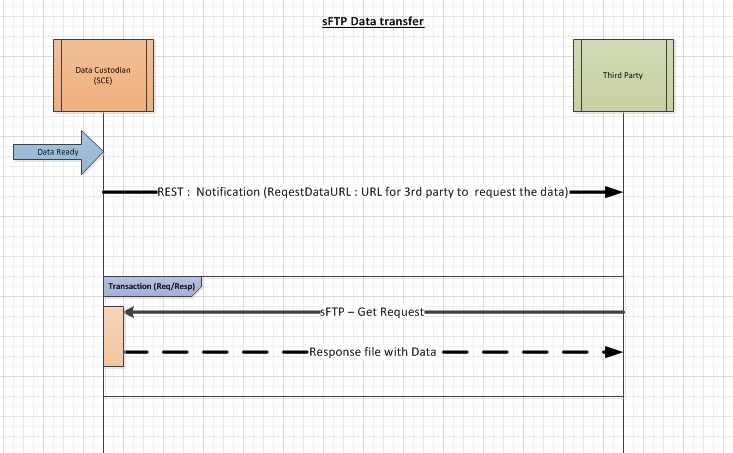 sFTP Data transfer
Data Custodian
(SCE)
Third Party
Data Ready
REST :  Notification (ReqestDataURL : URL for 3rd party to  request the data)
Transaction (Req/Resp)
sFTP – Get Request
Response file with Data